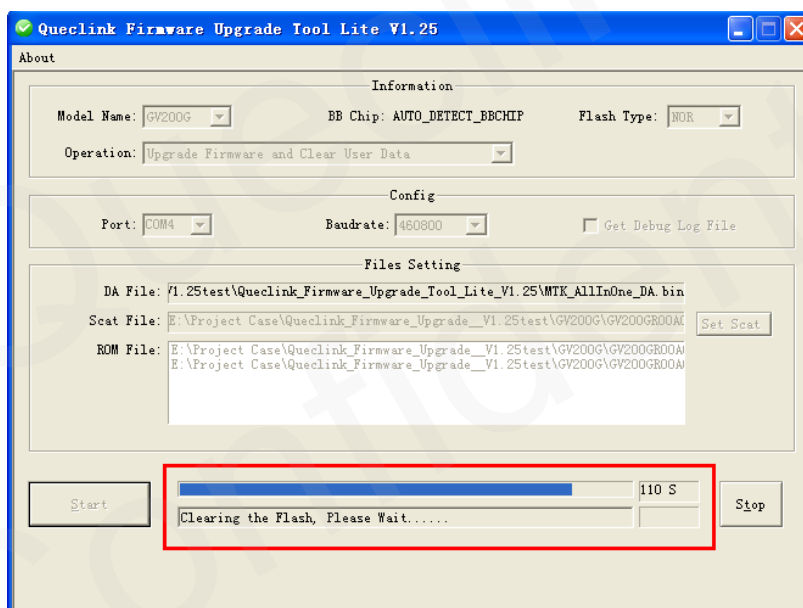 Queclink Firmware Upgrade Tool Lite V1.25
About
Information
Model Name: GV200G BB Chip: AUTO_DETECT_BBCHIP Flash Type: NOR
Operation: Upgrade Firmware and Clear User Data
Config
Port: COM4 Baudrate: 460800 Get Debug Log File
Files Setting
DA File: V1.25test\Queclink_Firmware_Upgrade_Tool_Lite_V1.25\MTK_AllInOne_DA.bin
Scat File: E:\Project Case\Queclink_Firmware_Upgrade__V1.25test\GV200G\GV200GR00A Set Scat
ROM File: E:\Project Case\Queclink_Firmware_Upgrade__V1.25test\GV200G\GV200GR00A
E:\Project Case\Queclink_Firmware_Upgrade__V1.25test\GV200G\GV200GR00A
110 S
Start Stop
Clearing the Flash, Please Wait......